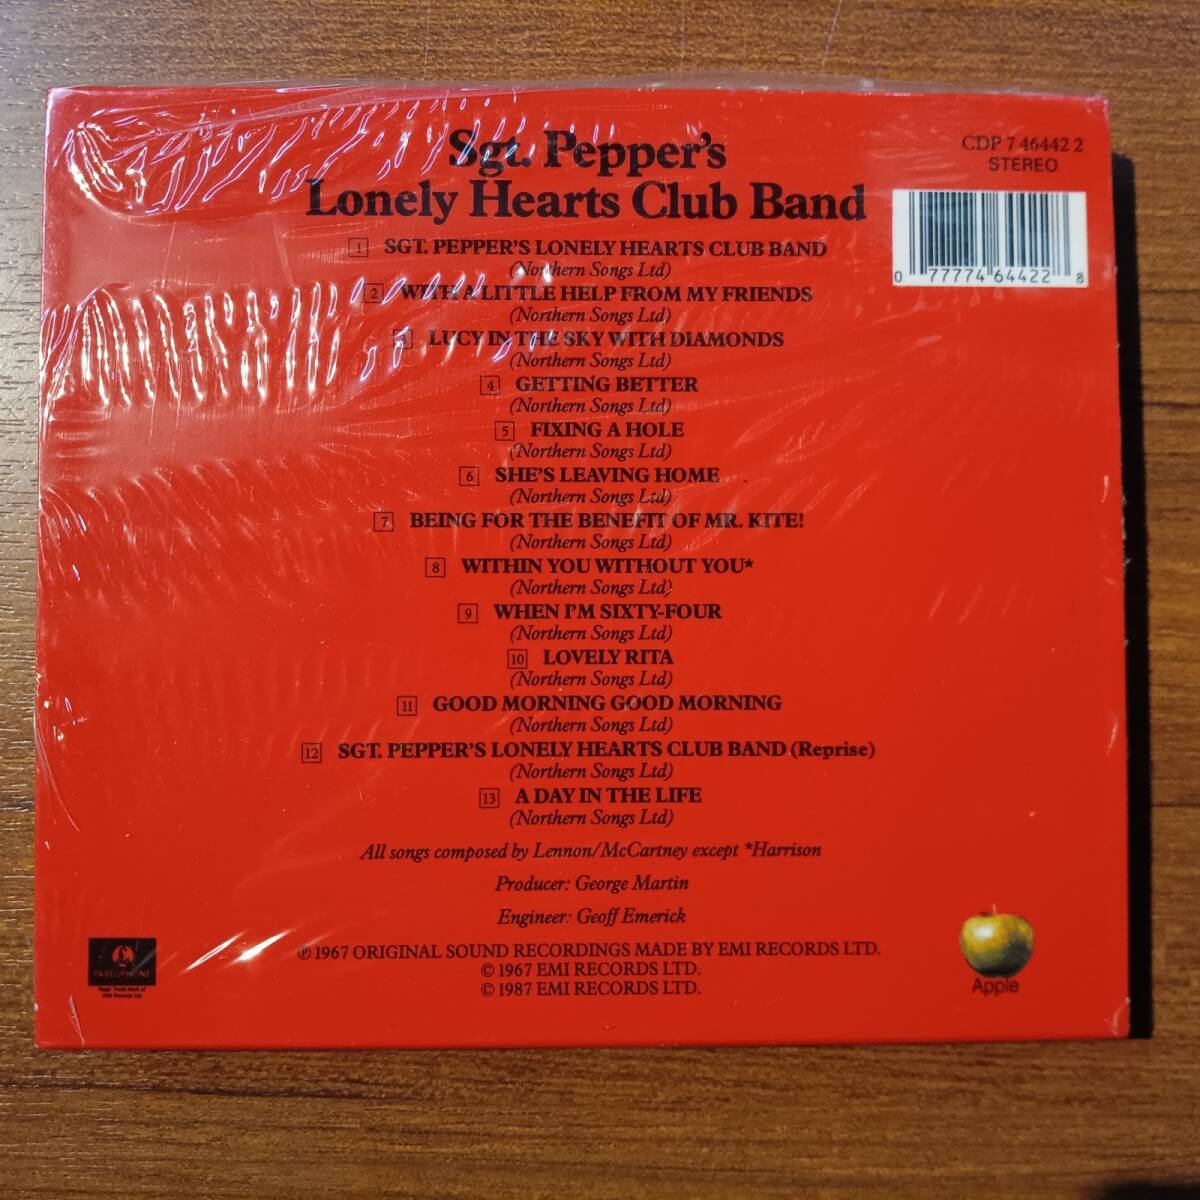 Sgt. Pepper's
Lonely Hearts Club Band
CDP 7 46442 2
STEREO
0 77774 64422 8
1 SGT. PEPPER'S LONELY HEARTS CLUB BAND
(Northern Songs Ltd)
2 WITH A LITTLE HELP FROM MY FRIENDS
(Northern Songs Ltd)
3 LUCY IN THE SKY WITH DIAMONDS
(Northern Songs Ltd)
4 GETTING BETTER
(Northern Songs Ltd)
5 FIXING A HOLE
(Northern Songs Ltd)
6 SHE'S LEAVING HOME
(Northern Songs Ltd)
7 BEING FOR THE BENEFIT OF MR. KITE!
(Northern Songs Ltd)
8 WITHIN YOU WITHOUT YOU*
(Northern Songs Ltd)
9 WHEN I'M SIXTY-FOUR
(Northern Songs Ltd)
10 LOVELY RITA
(Northern Songs Ltd)
11 GOOD MORNING GOOD MORNING
(Northern Songs Ltd)
12 SGT. PEPPER'S LONELY HEARTS CLUB BAND (Reprise)
(Northern Songs Ltd)
13 A DAY IN THE LIFE
(Northern Songs Ltd)
All songs composed by Lennon/McCartney except *Harrison
Producer: George Martin
Engineer: Geoff Emerick
℗ 1967 ORIGINAL SOUND RECORDINGS MADE BY EMI RECORDS LTD.
© 1967 EMI RECORDS LTD.
© 1987 EMI RECORDS LTD.
PARLOPHONE
Regd. Trade Mark of
EMI Records Ltd
Apple